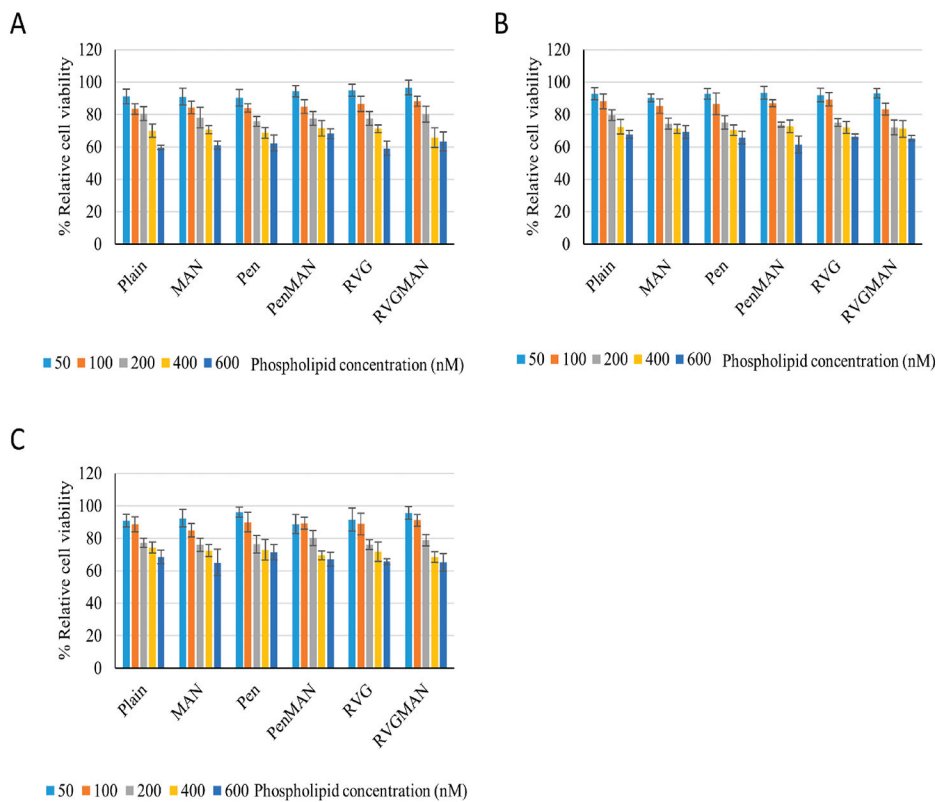 A
% Relative cell viability
120
100
80
60
40
20
0
Plain
MAN
Pen
PenMAN
RVG
RVGMAN
50 100 200 400 600 Phospholipid concentration (nM)
B
% Relative cell viability
120
100
80
60
40
20
0
Plain
MAN
Pen
PenMAN
RVG
RVGMAN
50 100 200 400 600 Phospholipid concentration (nM)
C
% Relative cell viability
120
100
80
60
40
20
0
Plain
MAN
Pen
PenMAN
RVG
RVGMAN
50 100 200 400 600 Phospholipid concentration (nM)